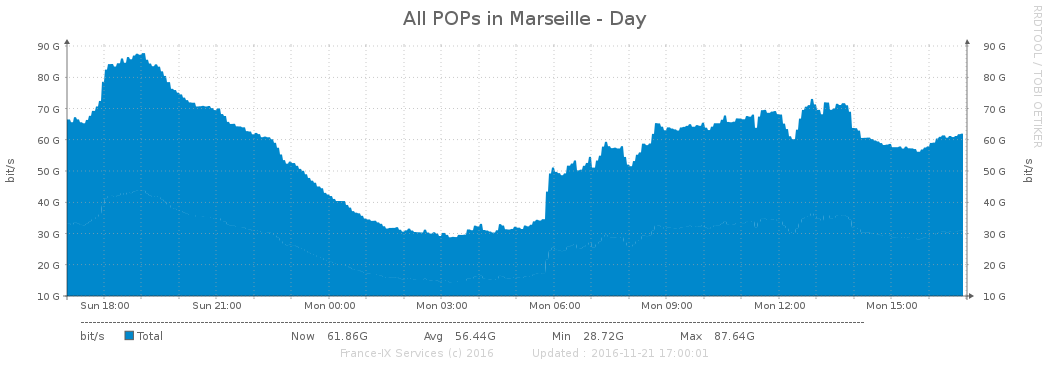 All POPs in Marseille - Day
RRDTOOL / TOBI OETIKER
bit/s
90 G 90 G
80 G 80 G
70 G 70 G
60 G 60 G
50 G 50 G
40 G 40 G
30 G 30 G
20 G 20 G
10 G 10 G
bit/s
Sun 18:00 Sun 21:00 Mon 00:00 Mon 03:00 Mon 06:00 Mon 09:00 Mon 12:00 Mon 15:00
bit/s Total Now 61.86G Avg 56.44G Min 28.72G Max 87.64G
France-IX Services (c) 2016 Updated : 2016-11-21 17:00:01